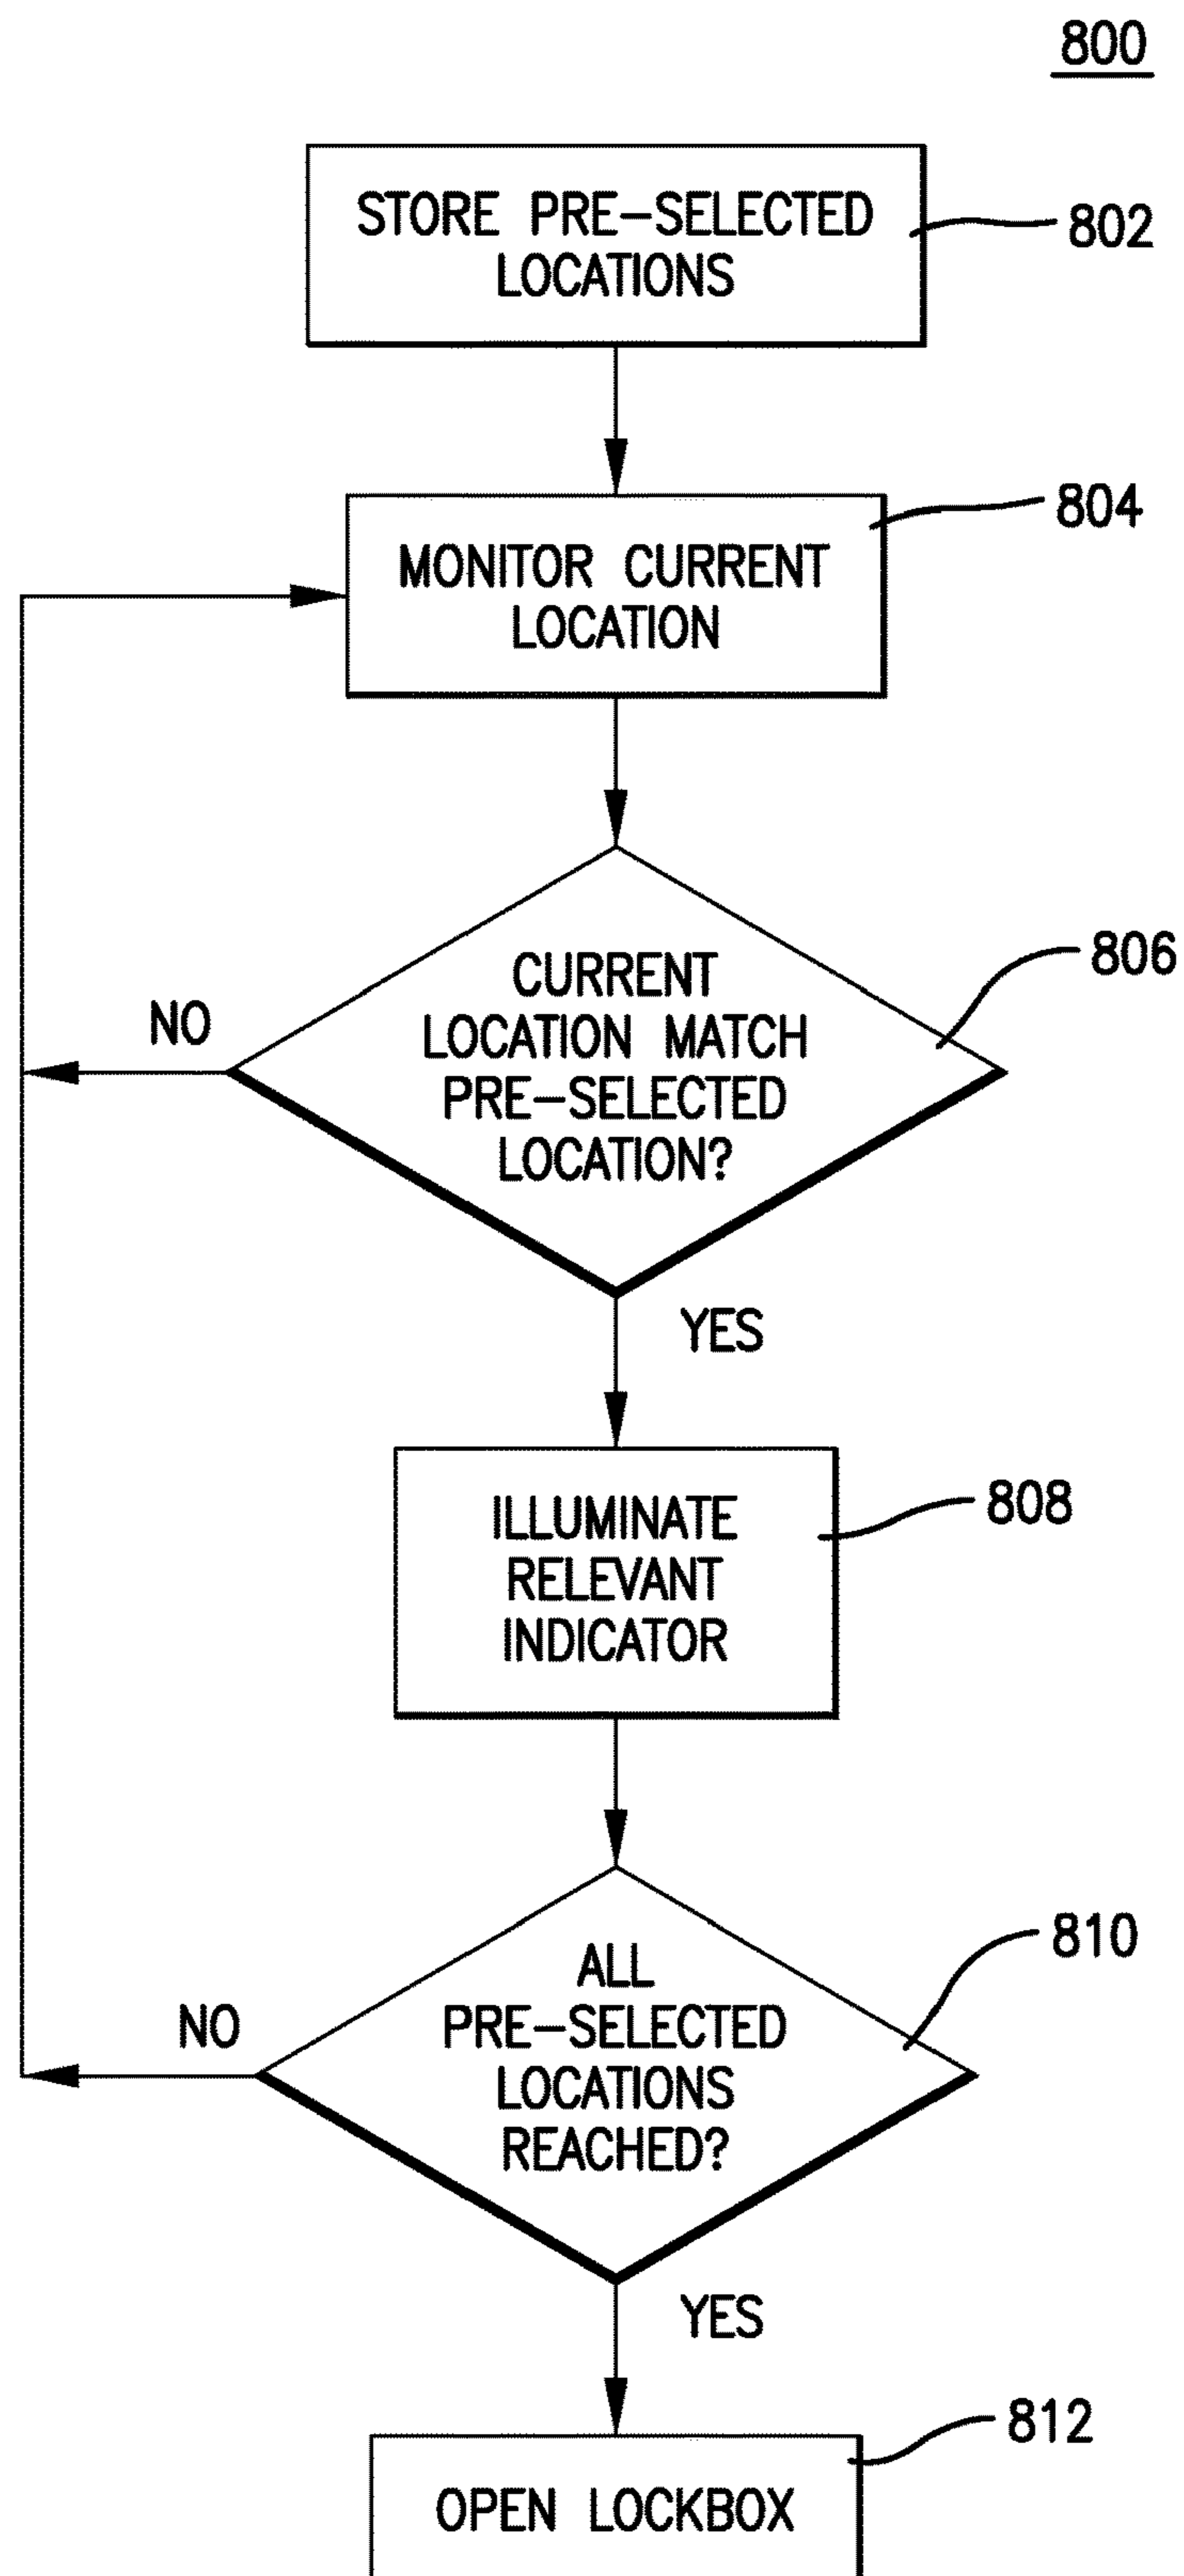 800
STORE PRE-SELECTED
LOCATIONS
802
MONITOR CURRENT
LOCATION
804
CURRENT
LOCATION MATCH
PRE-SELECTED
LOCATION?
806
NO
YES
ILLUMINATE
RELEVANT
INDICATOR
808
ALL
PRE-SELECTED
LOCATIONS
REACHED?
810
NO
YES
OPEN LOCKBOX
812